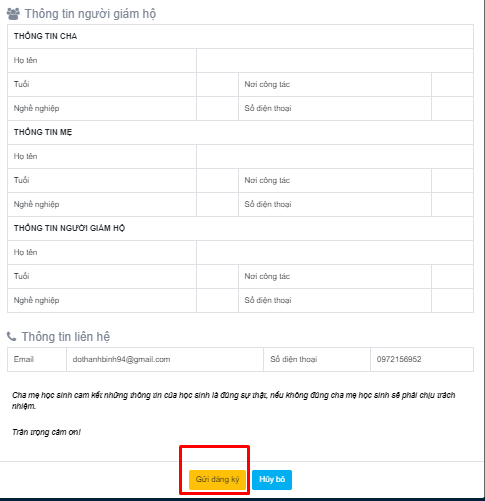 Thông tin người giám hộ
THÔNG TIN CHA
Họ tên
Tuổi Nơi công tác
Nghề nghiệp Số điện thoại
THÔNG TIN MẸ
Họ tên
Tuổi Nơi công tác
Nghề nghiệp Số điện thoại
THÔNG TIN NGƯỜI GIÁM HỘ
Họ tên
Tuổi Nơi công tác
Nghề nghiệp Số điện thoại
Thông tin liên hệ
Email dothanhbinh94@gmail.com Số điện thoại 0972156952
Cha mẹ học sinh cam kết những thông tin của học sinh là đúng sự thật, nếu không đúng cha mẹ học sinh sẽ phải chịu trách
nhiệm.
Trân trọng cảm ơn!
Gửi đăng ký Hủy bỏ